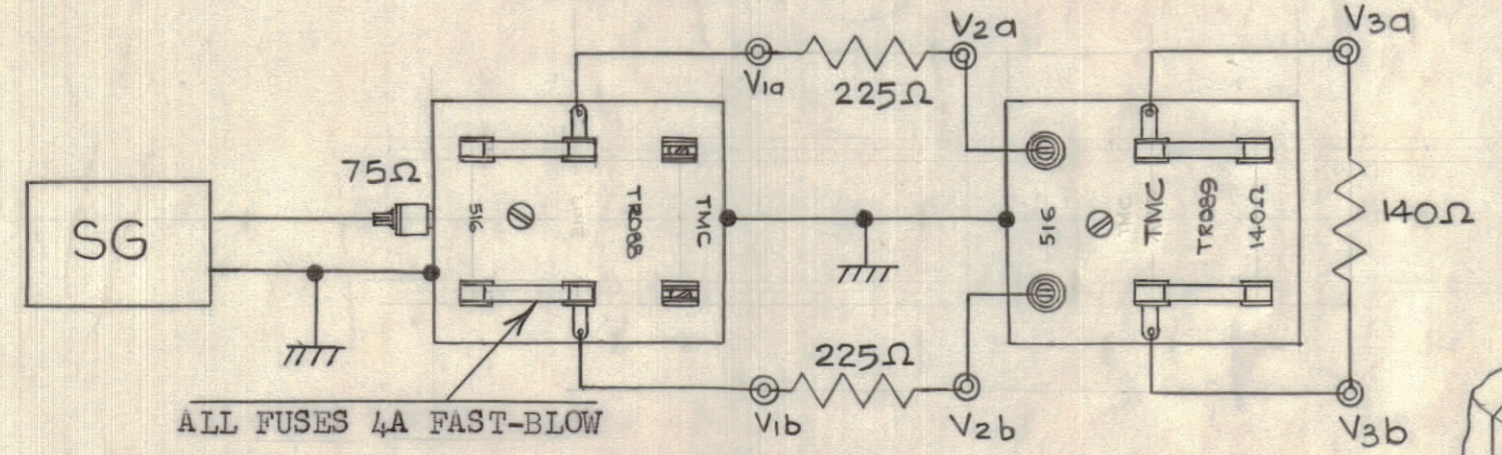 V1a
225Ω
V2a
V3a
75Ω
SG
516
TR088
TMC
516
TMC
TR089
140Ω
140Ω
225Ω
ALL FUSES 4A FAST-BLOW
V1b
V2b
V3b